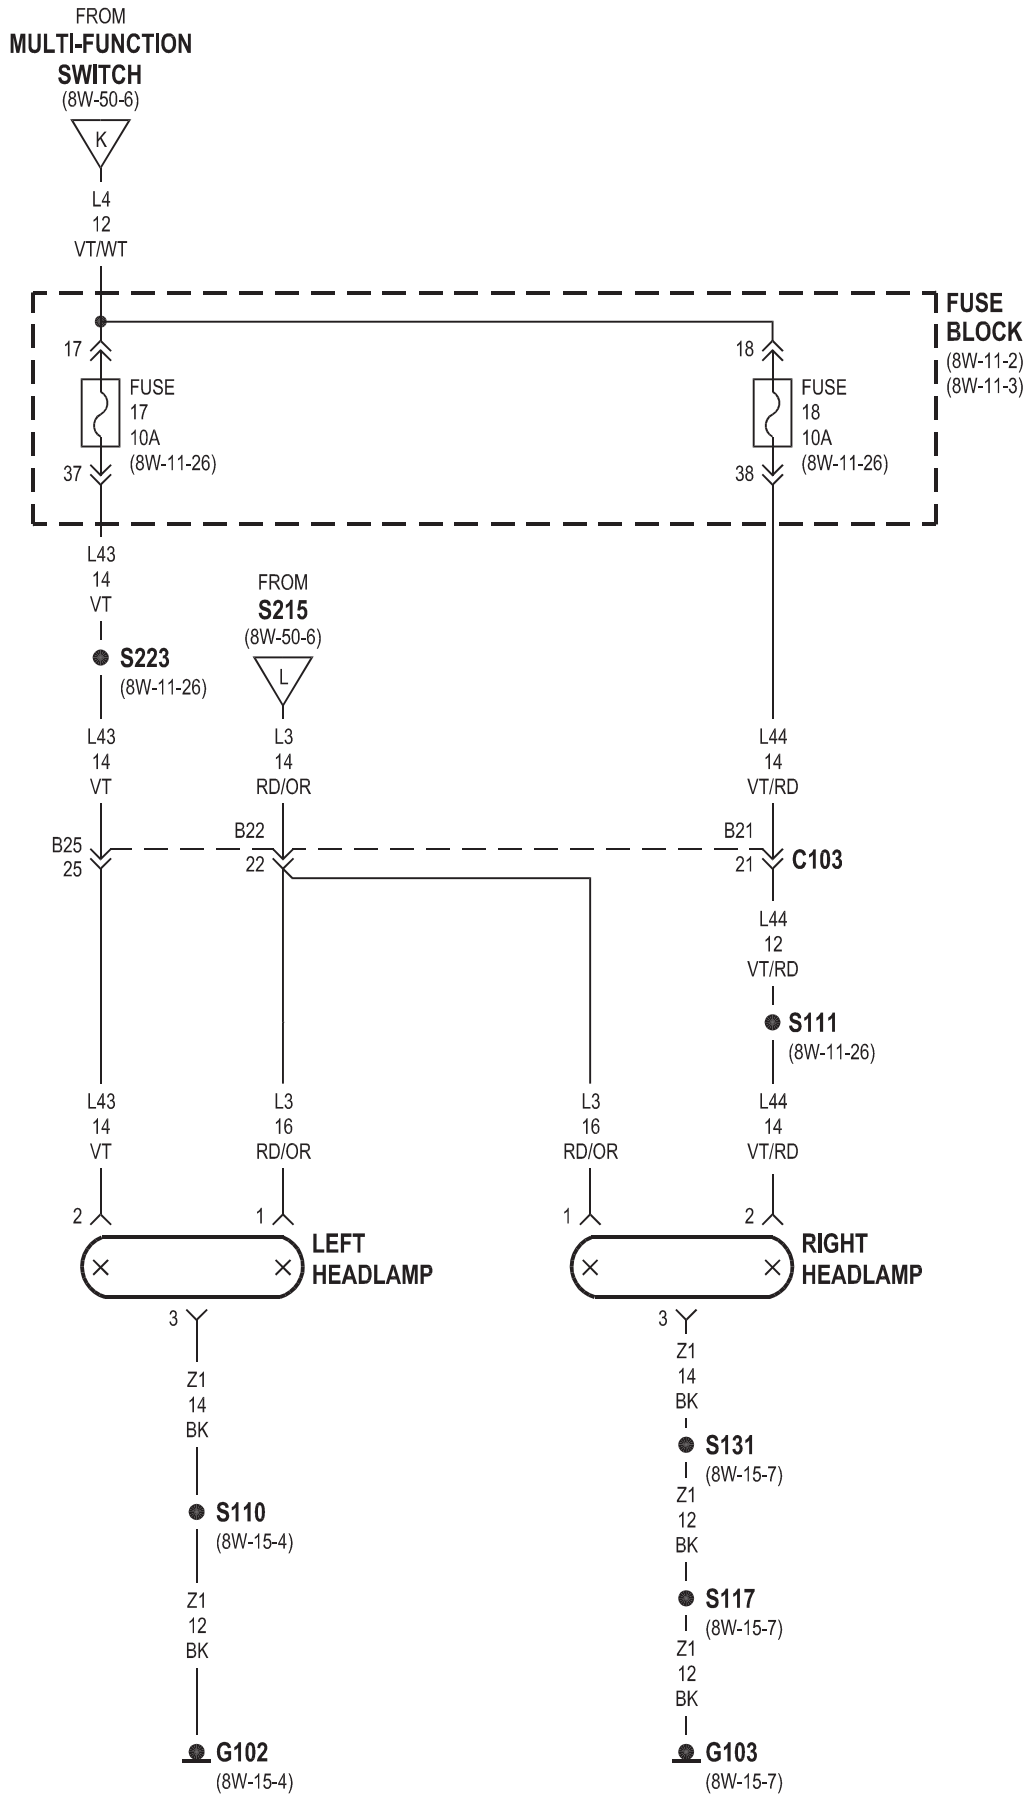 FROM
MULTI-FUNCTION
SWITCH
(8W-50-6)
K
L4
12
VT/WT
FUSE
BLOCK
(8W-11-2)
(8W-11-3)
17
FUSE
17
10A
(8W-11-26)
37
18
FUSE
18
10A
(8W-11-26)
38
L43
14
VT
S223
(8W-11-26)
L43
14
VT
FROM
S215
(8W-50-6)
L
L3
14
RD/OR
L44
14
VT/RD
B25
25
B22
22
B21
21
C103
L44
12
VT/RD
S111
(8W-11-26)
L43
14
VT
L3
16
RD/OR
L3
16
RD/OR
L44
14
VT/RD
2
1
LEFT
HEADLAMP
1
2
RIGHT
HEADLAMP
3
Z1
14
BK
S110
(8W-15-4)
Z1
12
BK
G102
(8W-15-4)
3
Z1
14
BK
S131
(8W-15-7)
Z1
12
BK
S117
(8W-15-7)
Z1
12
BK
G103
(8W-15-7)